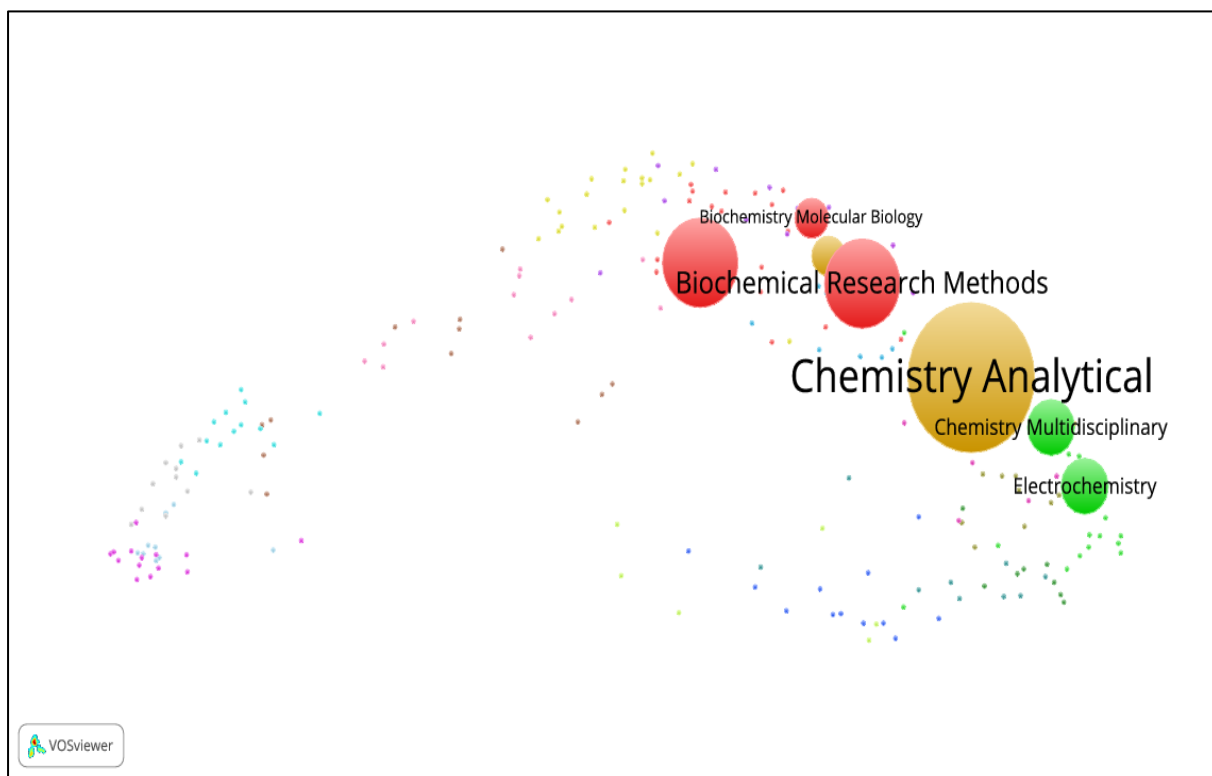 Biochemistry Molecular Biology
Biochemical Research Methods
Chemistry Analytical
Chemistry Multidisciplinary
Electrochemistry
VOSviewer